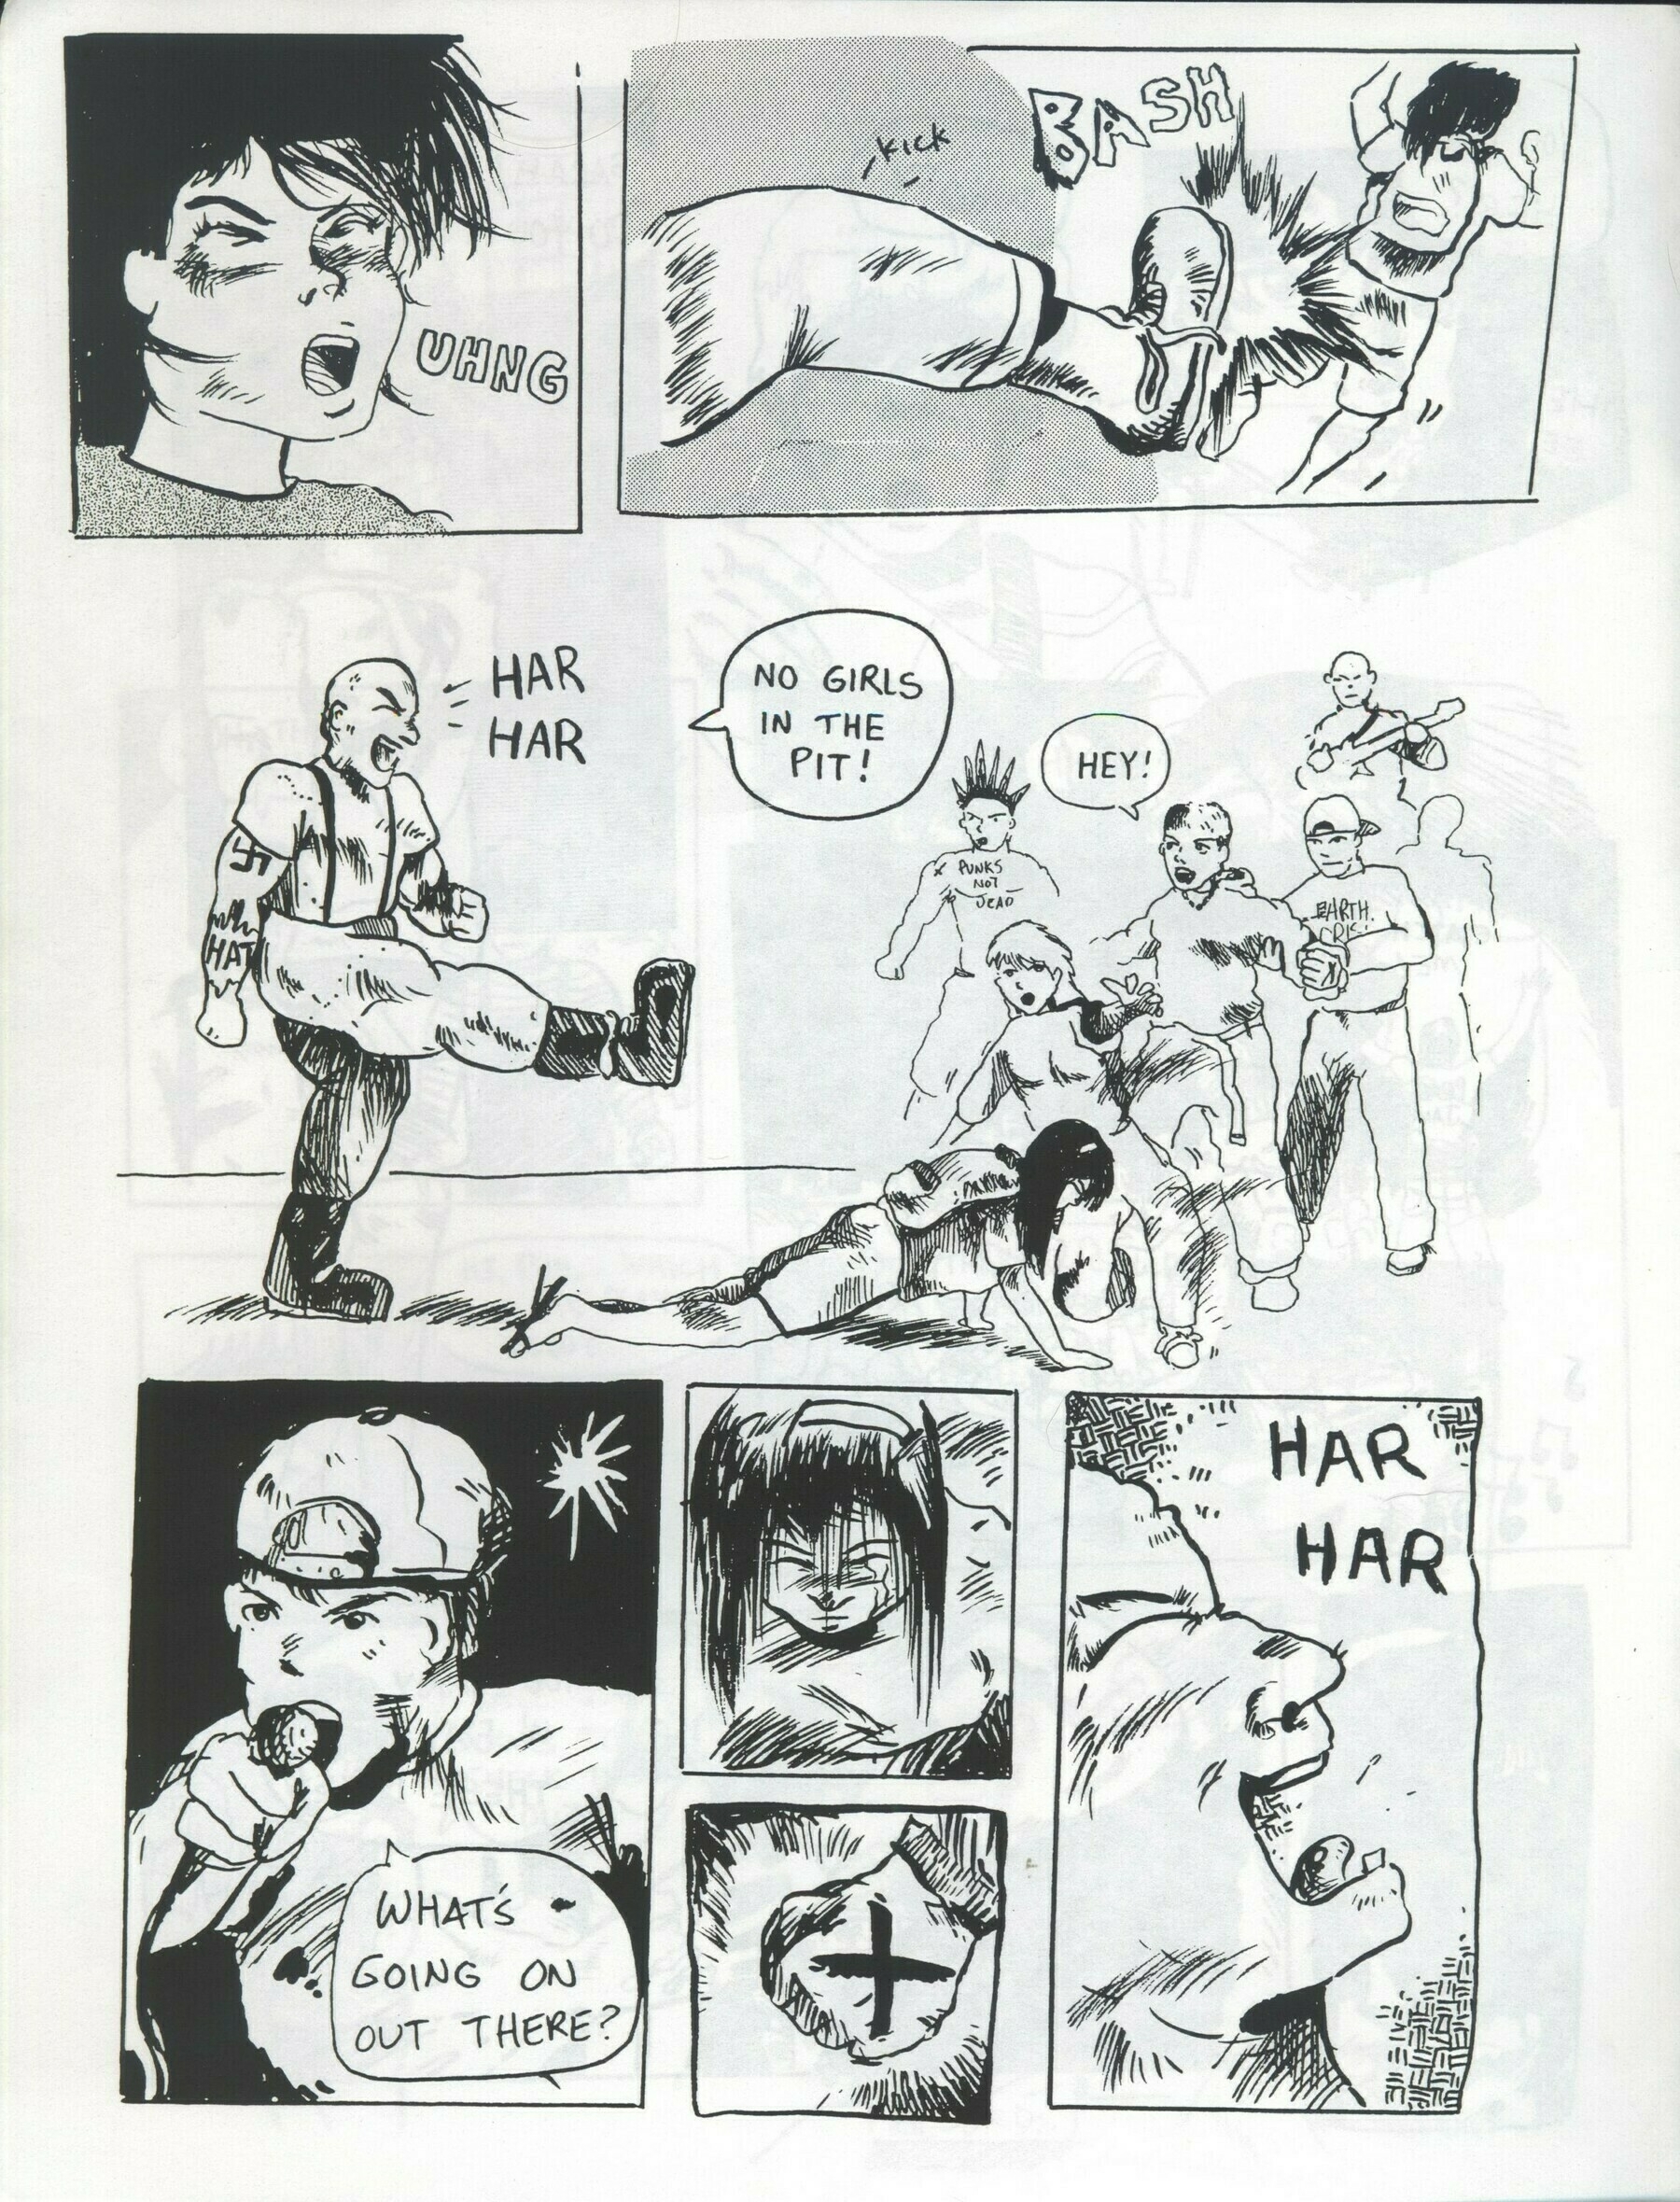 UHNG
KICK
BASH
HAR
HAR
NO GIRLS
IN THE
PIT!
HEY!
PUNKS
NOT
DEAD
EARTH
CRIS
HAT
WHAT'S
GOING ON
OUT THERE?
HAR
HAR